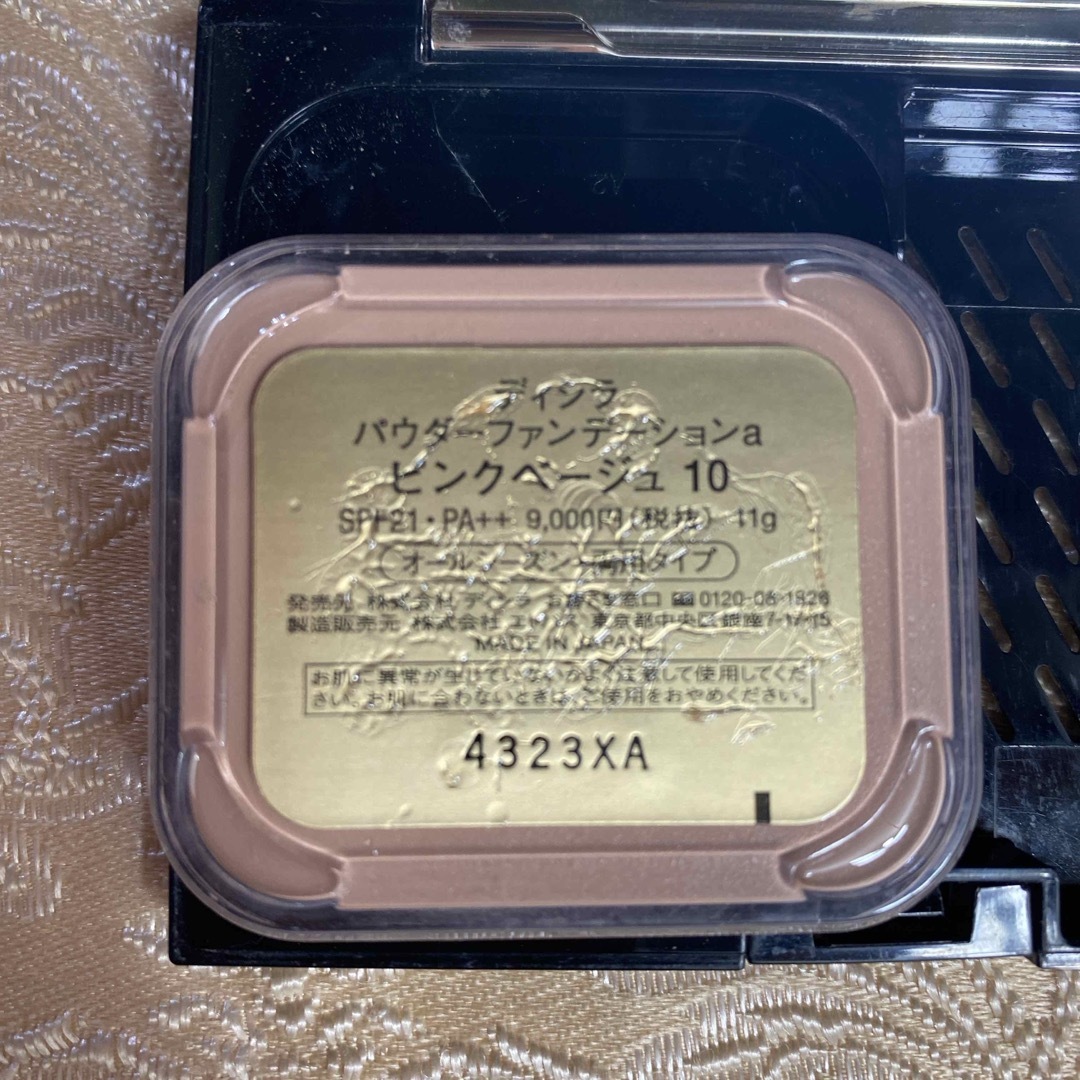 ディシラ
パウダーファンデーションa
ピンクベージュ 10
SPF21・PA++ 9,000円(税抜) 11g
オールシーズン・両用タイプ
発売元 株式会社 ディシラ お客さま窓口 0120-06-1828
製造販売元 株式会社 エパス 東京都中央区銀座7-17-15
MADE IN JAPAN
お肌に異常が生じていないかよく注意して使用してくだ
さい。お肌に合わないときは、ご使用をおやめください。
4323XA